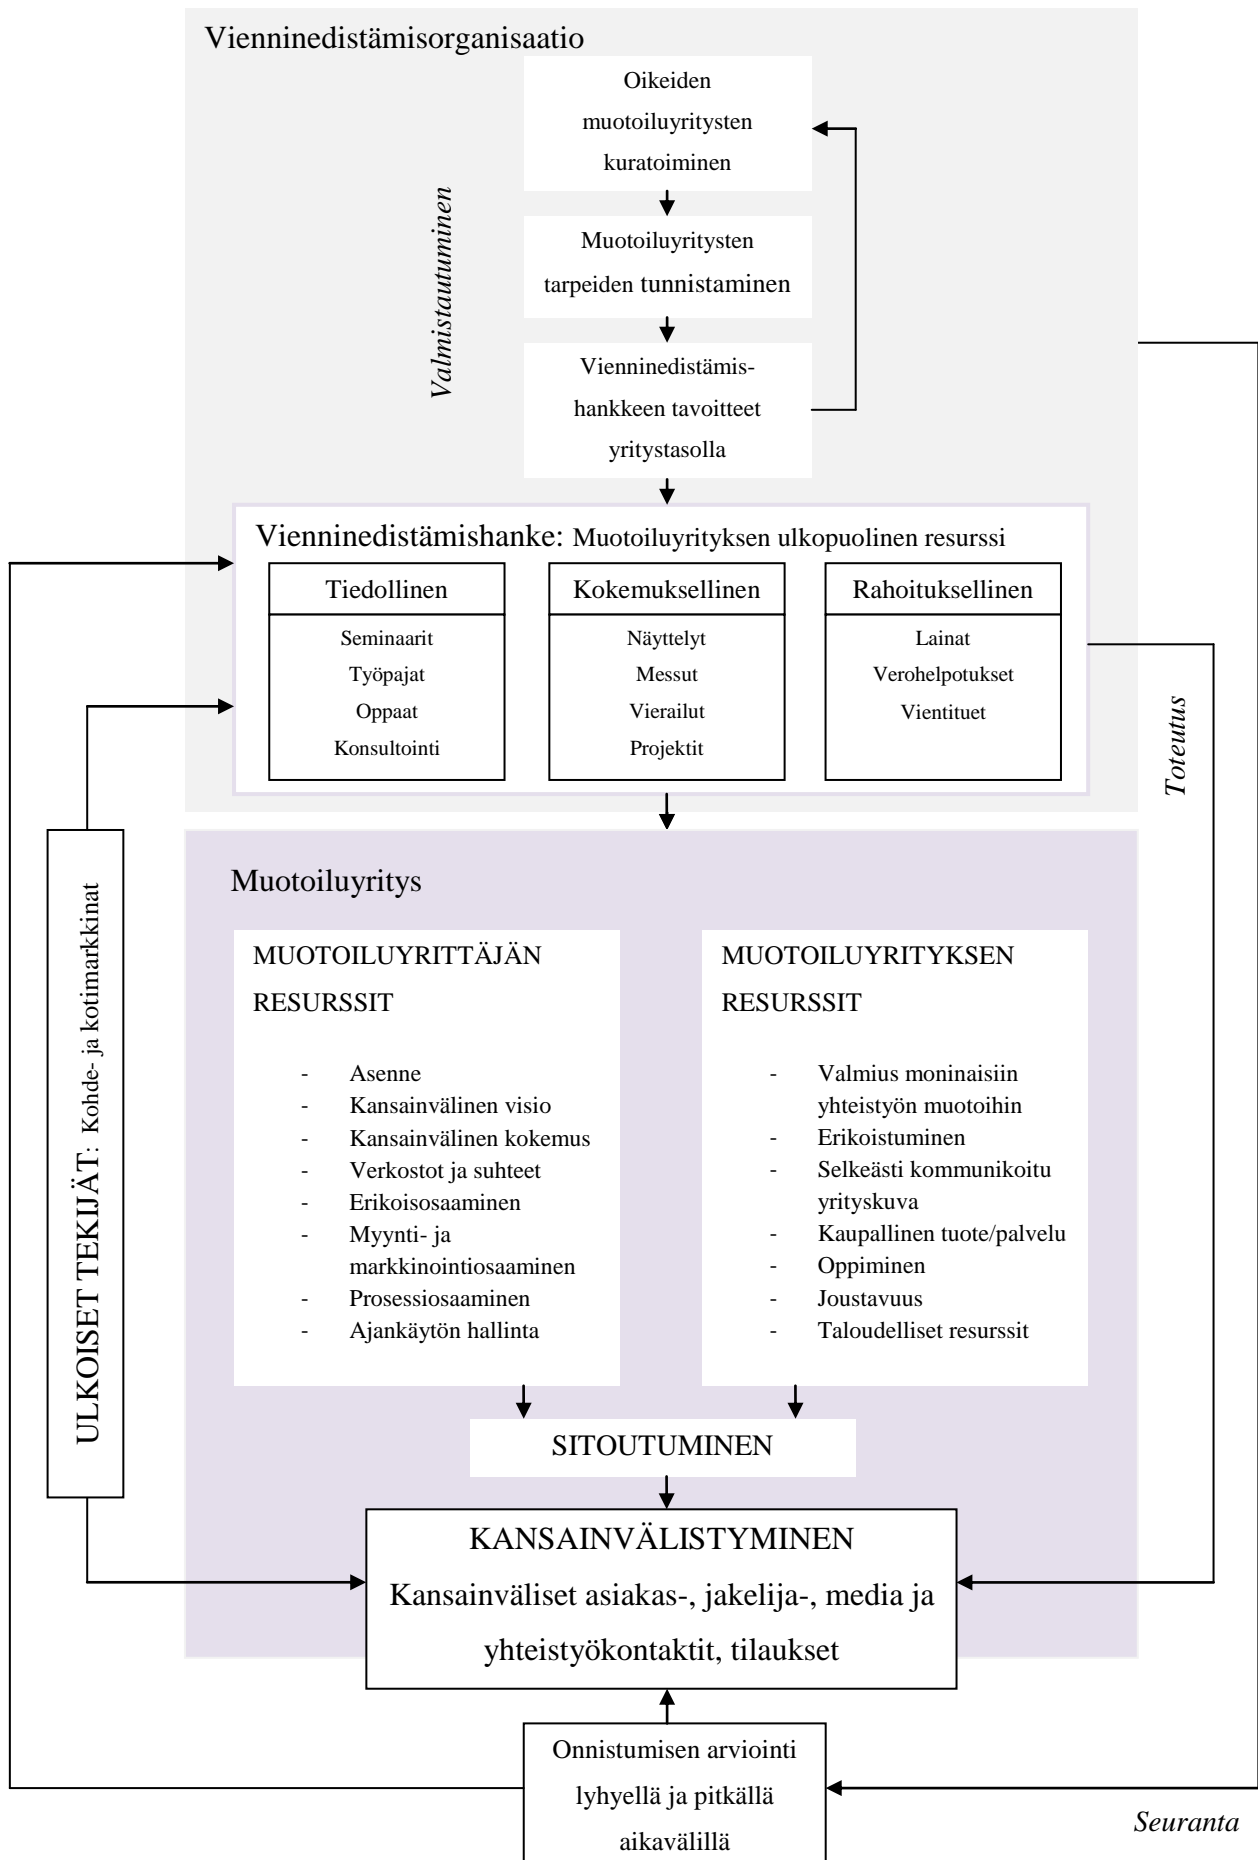 Vienninedistämisorganisaatio
Oikeiden
muotoiluyritysten
kuratoiminen
Valmistautuminen
Muotoiluyritysten
tarpeiden tunnistaminen
Vienninedistämis-
hankkeen tavoitteet
yritystasolla
Vienninedistämishanke: Muotoiluyrityksen ulkopuolinen resurssi
Tiedollinen
Seminaarit
Työpajat
Oppaat
Konsultointi
Kokemuksellinen
Näyttelyt
Messut
Vierailut
Projektit
Rahoituksellinen
Lainat
Verohelpotukset
Vientituet
Toteutus
ULKOISET TEKIJÄT: Kohde- ja kotimarkkinat
Muotoiluyritys
MUOTOILUYRITTÄJÄN
RESURSSIT
- Asenne
- Kansainvälinen visio
- Kansainvälinen kokemus
- Verkostot ja suhteet
- Erikoisosaaminen
- Myynti- ja
markkinointiosaaminen
- Prosessiosaaminen
- Ajankäytön hallinta
MUOTOILUYRITYKSEN
RESURSSIT
- Valmius moninaisiin
yhteistyön muotoihin
- Erikoistuminen
- Selkeästi kommunikoitu
yrityskuva
- Kaupallinen tuote/palvelu
- Oppiminen
- Joustavuus
- Taloudelliset resurssit
SITOUTUMINEN
KANSAINVÄLISTYMINEN
Kansainväliset asiakas-, jakelija-, media ja
yhteistyökontaktit, tilaukset
Onnistumisen arviointi
lyhyellä ja pitkällä
aikavälillä
Seuranta